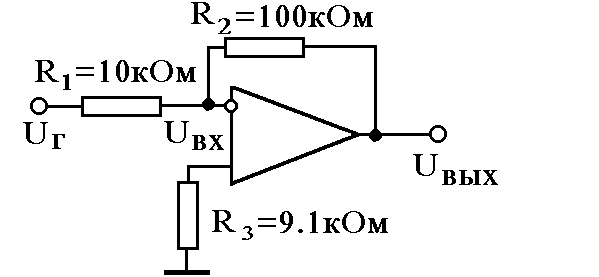 R₂=100кОм
R₁=10кОм
Uг
Uвх
Uвых
R₃=9.1кОм